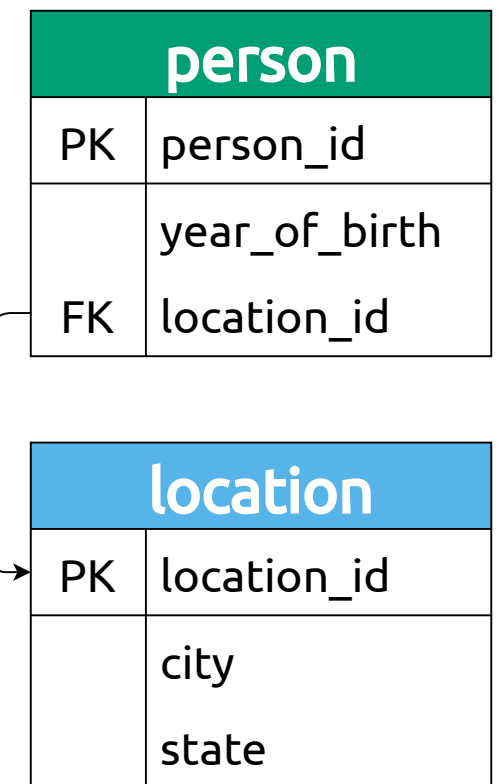 person
PK person_id
year_of_birth
FK location_id
location
PK location_id
city
state